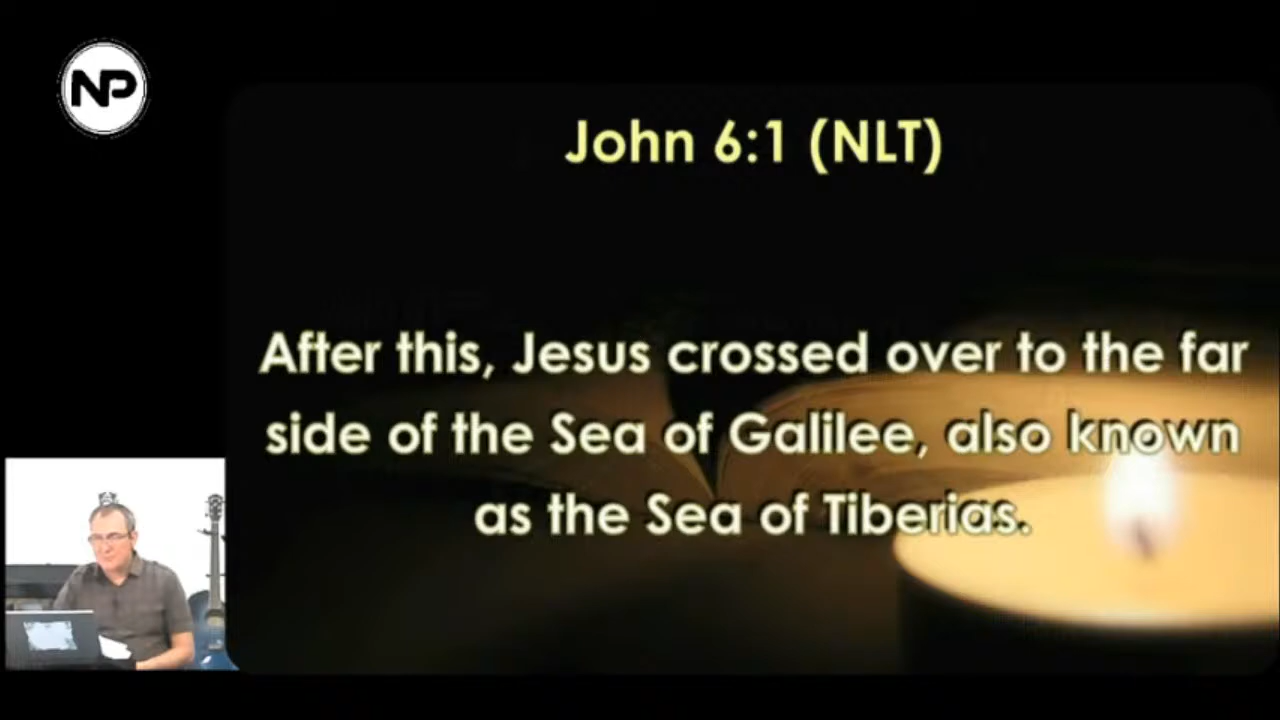 NP
John 6:1 (NLT)
After this, Jesus crossed over to the far
side of the Sea of Galilee, also known
as the Sea of Tiberias.